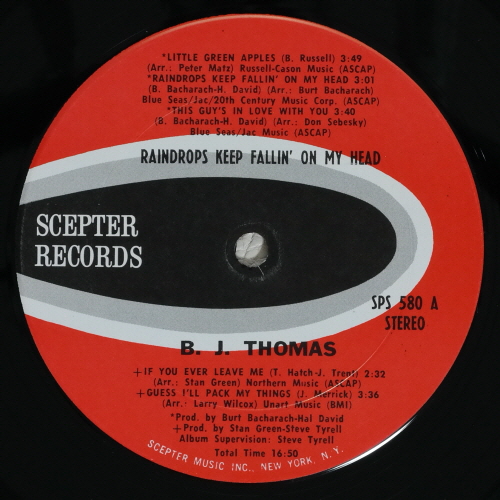 *LITTLE GREEN APPLES (B. Russell) 3:49
(Arr.: Peter Matz) Russell-Cason Music (ASCAP)
*RAINDROPS KEEP FALLIN' ON MY HEAD 3:01
(B. Bacharach-H. David) (Arr.: Burt Bacharach)
Blue Seas/Jac/20th Century Music Corp. (ASCAP)
*THIS GUY'S IN LOVE WITH YOU 3:40
(B. Bacharach-H. David) (Arr.: Don Sebesky)
Blue Seas/Jac Music (ASCAP)
RAINDROPS KEEP FALLIN' ON MY HEAD
SCEPTER
RECORDS
SPS 580 A
STEREO
B. J. THOMAS
+IF YOU EVER LEAVE ME (T. Hatch-J. Trent) 2:32
(Arr.: Stan Green) Northern Music (ASCAP)
+GUESS I'LL PACK MY THINGS (J. Merrick) 3:36
(Arr.: Larry Wilcox) Unart Music (BMI)
*Prod. by Burt Bacharach-Hal David
+Prod. by Stan Green-Steve Tyrell
Album Supervision: Steve Tyrell
Total Time 16:50
SCEPTER MUSIC INC., NEW YORK, N.Y.